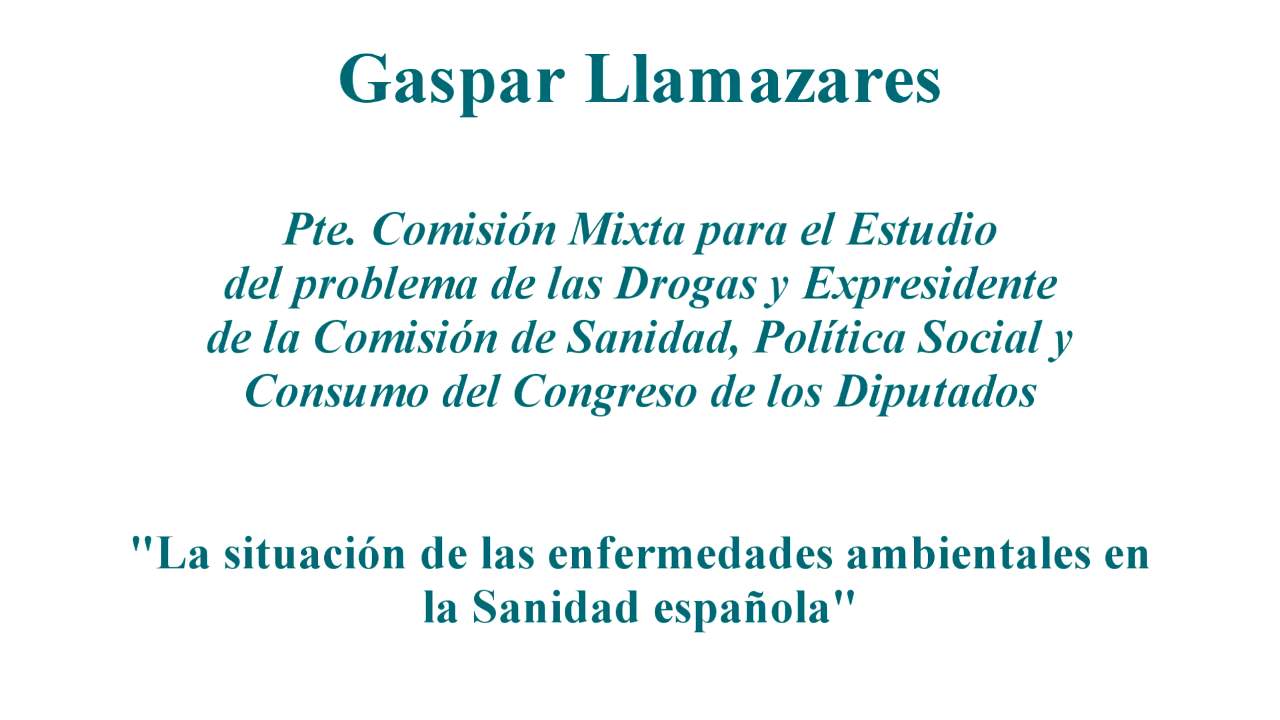 Gaspar Llamazares
Pte. Comisión Mixta para el Estudio
del problema de las Drogas y Expresidente
de la Comisión de Sanidad, Política Social y
Consumo del Congreso de los Diputados
"La situación de las enfermedades ambientales en
la Sanidad española"